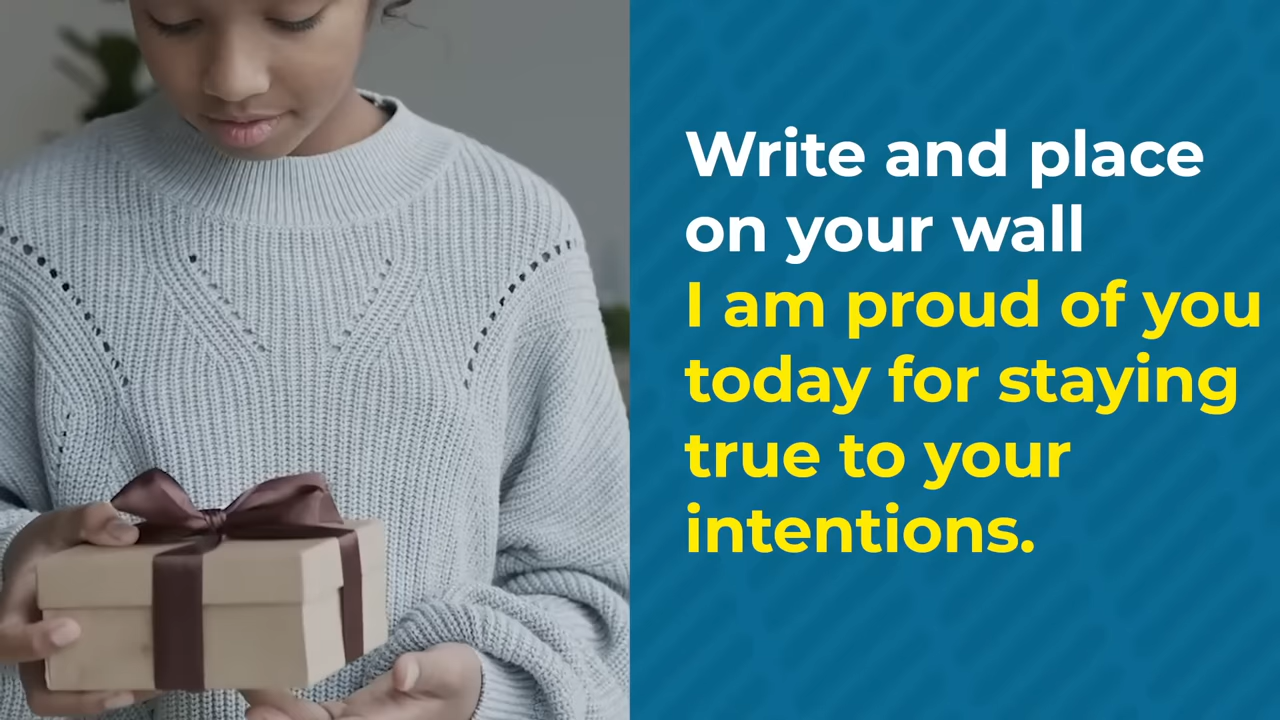 Write and place
on your wall
I am proud of you
today for staying
true to your
intentions.